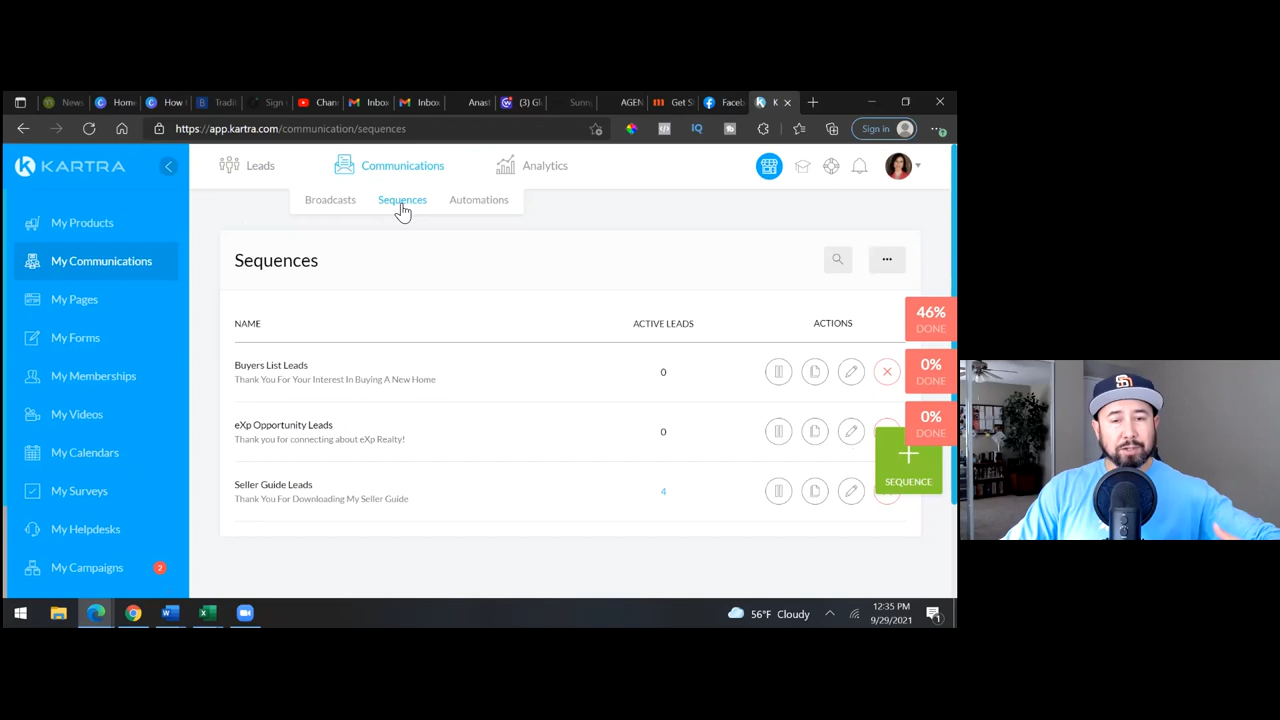 News
Home
How
Tradit
Sign
Chan
Inbox
Inbox
Anast
(3) Gl
Sunny
AGEN
Get S
Faceb
K
https://app.kartra.com/communication/sequences
IQ
Sign in
KARTRA
Leads
Communications
Analytics
Broadcasts
Sequences
Automations
My Products
My Communications
My Pages
My Forms
My Memberships
My Videos
My Calendars
My Surveys
My Helpdesks
My Campaigns
2
Sequences
NAME
ACTIVE LEADS
ACTIONS
Buyers List Leads
Thank You For Your Interest In Buying A New Home
0
eXp Opportunity Leads
Thank you for connecting about eXp Realty!
0
Seller Guide Leads
Thank You For Downloading My Seller Guide
4
46%
DONE
0%
DONE
0%
DONE
SEQUENCE
56°F Cloudy
12:35 PM
9/29/2021
1